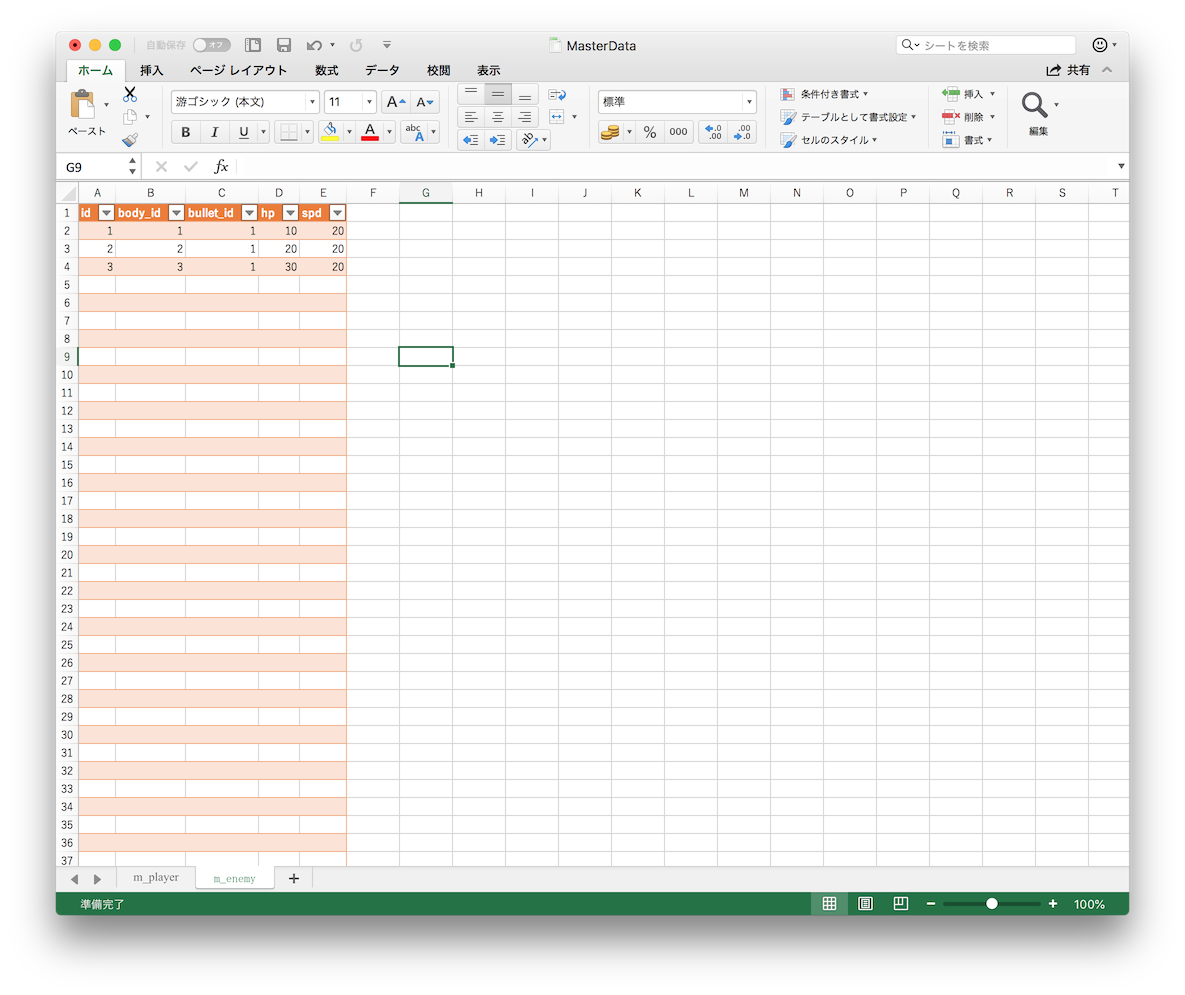 自動保存 オフ MasterData シートを検索
ホーム 挿入 ページ レイアウト 数式 データ 校閲 表示 共有
ペースト 游ゴシック (本文) 11 A A 標準 条件付き書式 挿入
テーブルとして書式設定 削除 編集
B I U A abc A % 000 .0 .00 .00 .0 セルのスタイル 書式
G9 fx
A B C D E F G H I J K L M N O P Q R S T
1 id body_id bullet_id hp spd
2 1 1 1 10 20
3 2 2 1 20 20
4 3 3 1 30 20
5
6
7
8
9
10
11
12
13
14
15
16
17
18
19
20
21
22
23
24
25
26
27
28
29
30
31
32
33
34
35
36
37
m_player m_enemy +
準備完了 100%